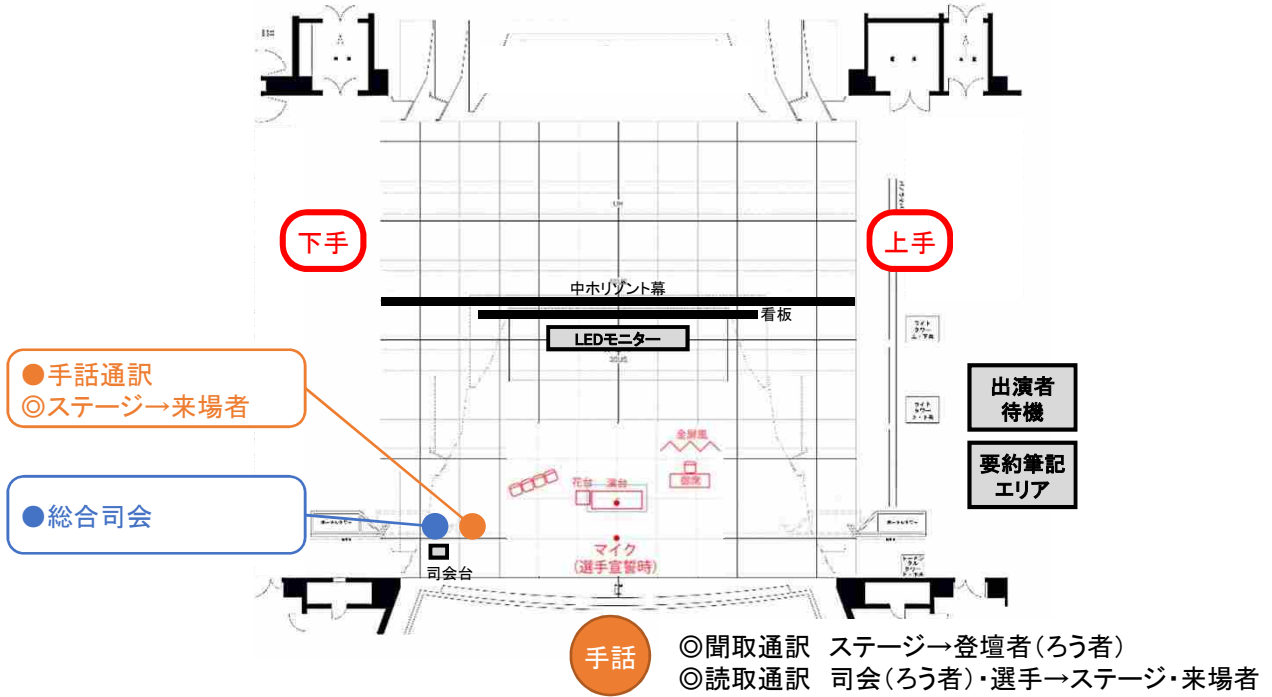 下手
上手
中ホリゾント幕
看板
LEDモニター
●手話通訳
◎ステージ→来場者
出演者
待機
要約筆記
エリア
金屏風
御席
花台
演台
●総合司会
マイク
(選手宣誓時)
司会台
手話
◎聞取通訳 ステージ→登壇者(ろう者)
◎読取通訳 司会(ろう者)・選手→ステージ・来場者